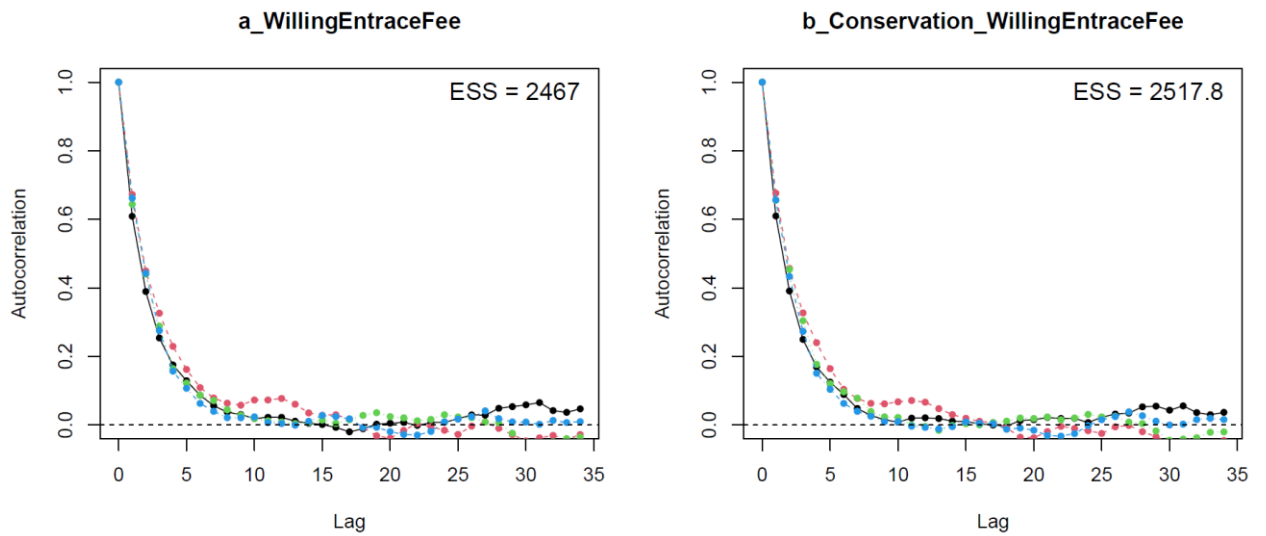 a_WillingEntraceFee
ESS = 2467
Autocorrelation
1.0
0.8
0.6
0.4
0.2
0.0
0 5 10 15 20 25 30 35
Lag
b_Conservation_WillingEntraceFee
ESS = 2517.8
Autocorrelation
1.0
0.8
0.6
0.4
0.2
0.0
0 5 10 15 20 25 30 35
Lag